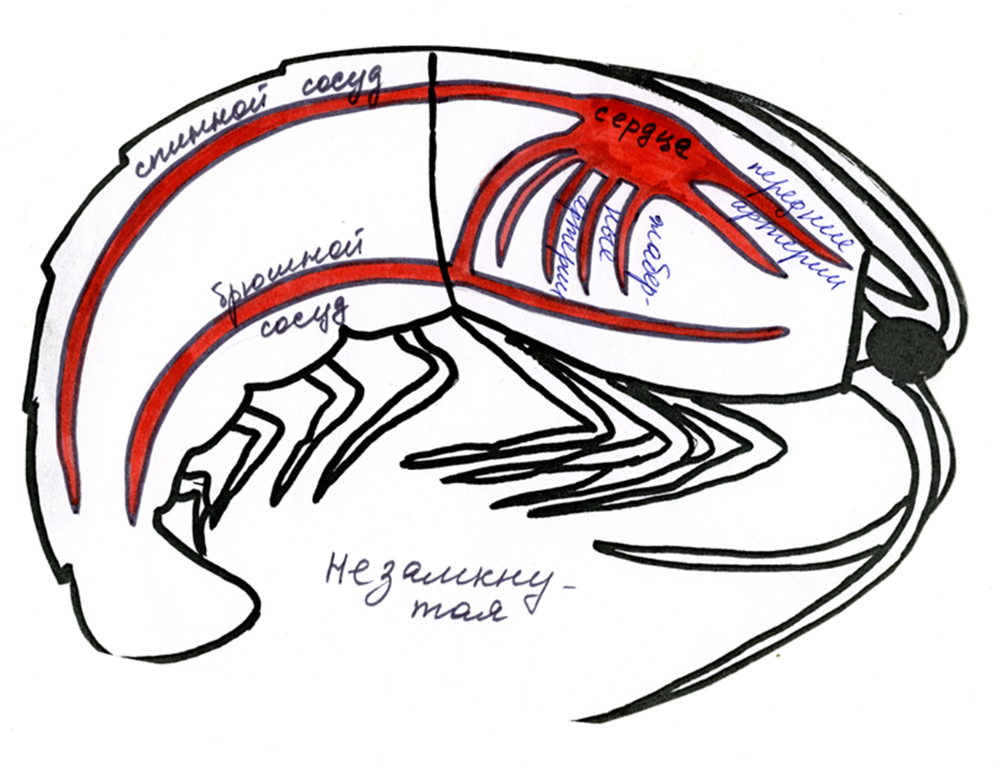 спинной сосуд
сердце
передние
артерии
жабер-
ные
артерии
брюшной
сосуд
Незамкну-
тая